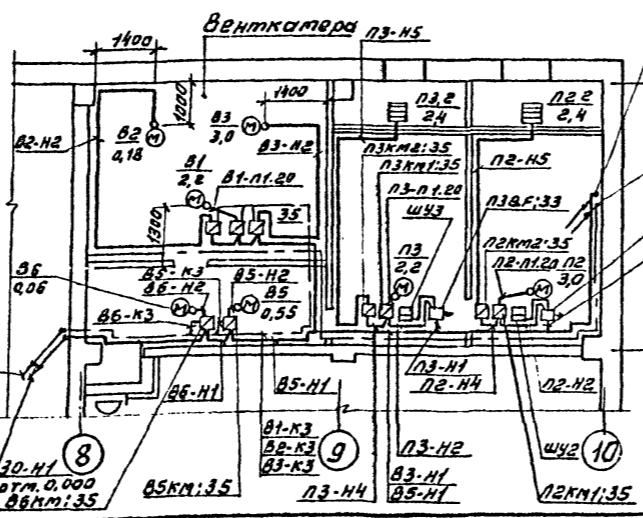 Венткамера
1400
П3-Н5
1200
1400
В2-Н2
В2
0,18
В3
3,0
В3-Н2
П3.2
2,4
П2.2
2,4
П3КМ2:35
П3КМ1:35
П2-Н5
В1
2,2
В1-П1.20
35
П3-П1.20
ШУ3
1300
П3
2,2
П2КМ2:35
П2-П1.20
П2
3,0
В6
0,06
В5-К3
В6-Н2
В5-Н2
В5
0,55
В6-К3
В6-Н1
В5-Н1
П3-Н1
П2-Н4
П2-Н2
В1-К3
В2-К3
В3-К3
8
9
10
П3-Н2
ШУ2
отм. 0.000
В6КМ:35
В5КМ:35
П3-Н4
В3-Н1
В5-Н1
П2КМ1:35